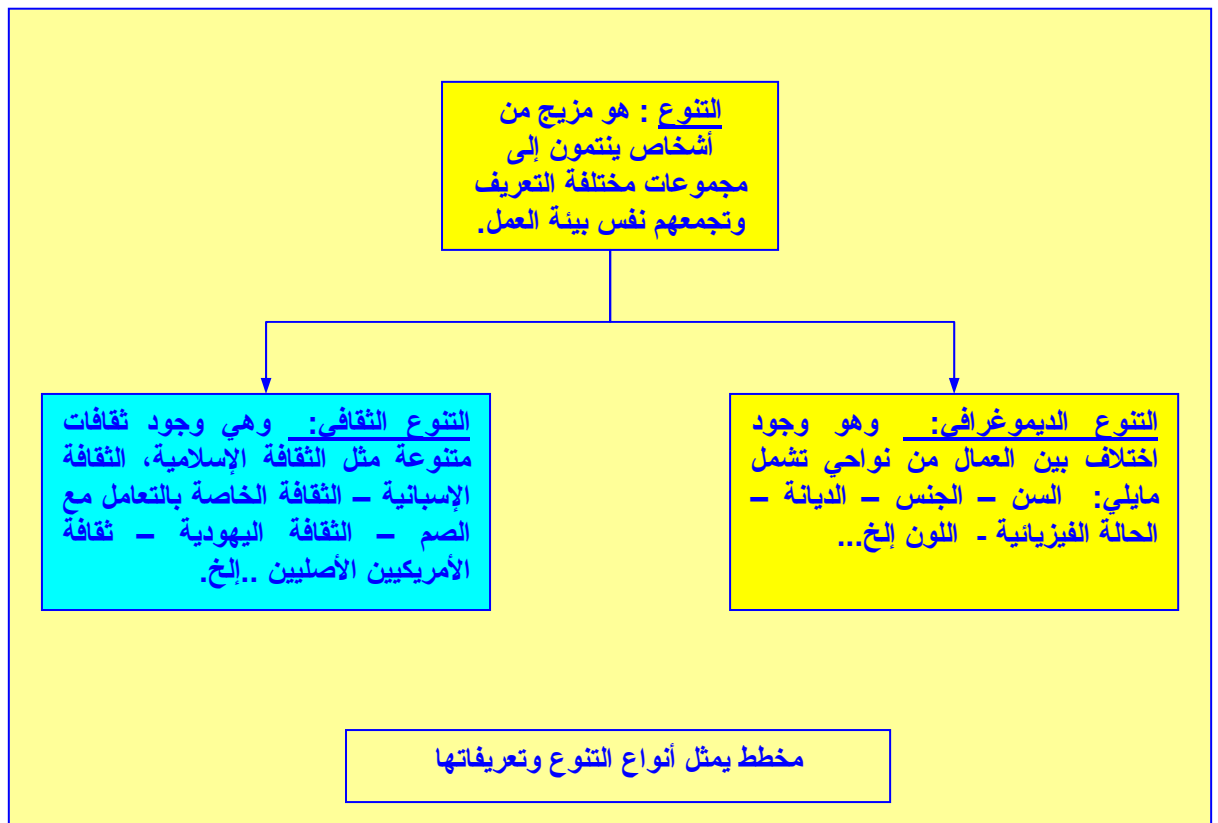 التنوع : هو مزيج من
أشخاص ينتمون إلى
مجموعات مختلفة التعريف
وتجمعهم نفس بيئة العمل.
التنوع الديموغرافي: وهو وجود
اختلاف بين العمال من نواحي تشمل
مايلي: السن – الجنس – الديانة –
الحالة الفيزيائية - اللون إلخ...
التنوع الثقافي: وهي وجود ثقافات
متنوعة مثل الثقافة الإسلامية، الثقافة
الإسبانية – الثقافة الخاصة بالتعامل مع
الصم – الثقافة اليهودية – ثقافة
الأمريكيين الأصليين ..إلخ.
مخطط يمثل أنواع التنوع وتعريفاتها